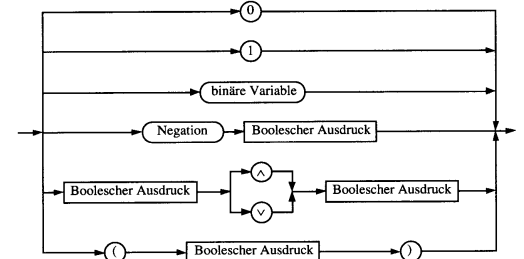 0
1
binäre Variable
Negation Boolescher Ausdruck
Boolescher Ausdruck ∧ ∨ Boolescher Ausdruck
( Boolescher Ausdruck )